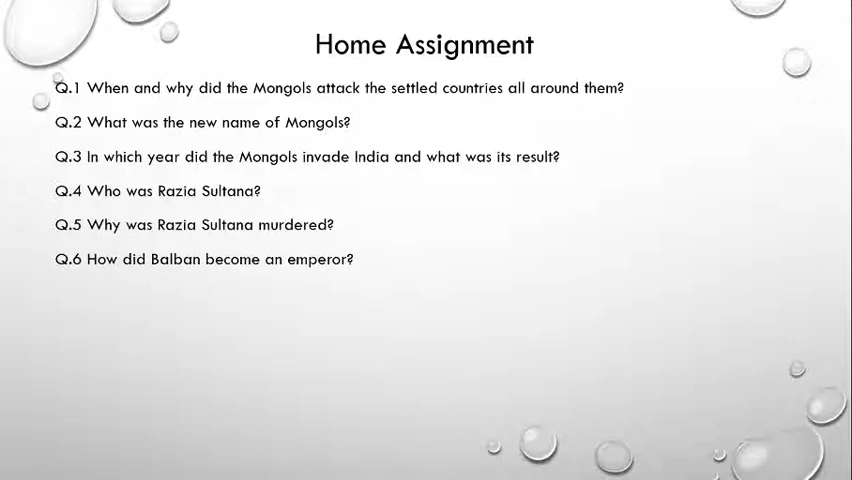 Home Assignment
Q.1 When and why did the Mongols attack the settled countries all around them?
Q.2 What was the new name of Mongols?
Q.3 In which year did the Mongols invade India and what was its result?
Q.4 Who was Razia Sultana?
Q.5 Why was Razia Sultana murdered?
Q.6 How did Balban become an emperor?